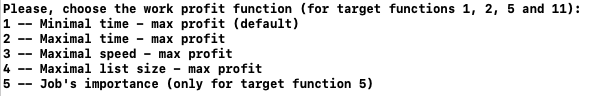 Please, choose the work profit function (for target functions 1, 2, 5 and 11):
1 -- Minimal time - max profit (default)
2 -- Maximal time - max profit
3 -- Maximal speed - max profit
4 -- Maximal list size - max profit
5 -- Job's importance (only for target function 5)